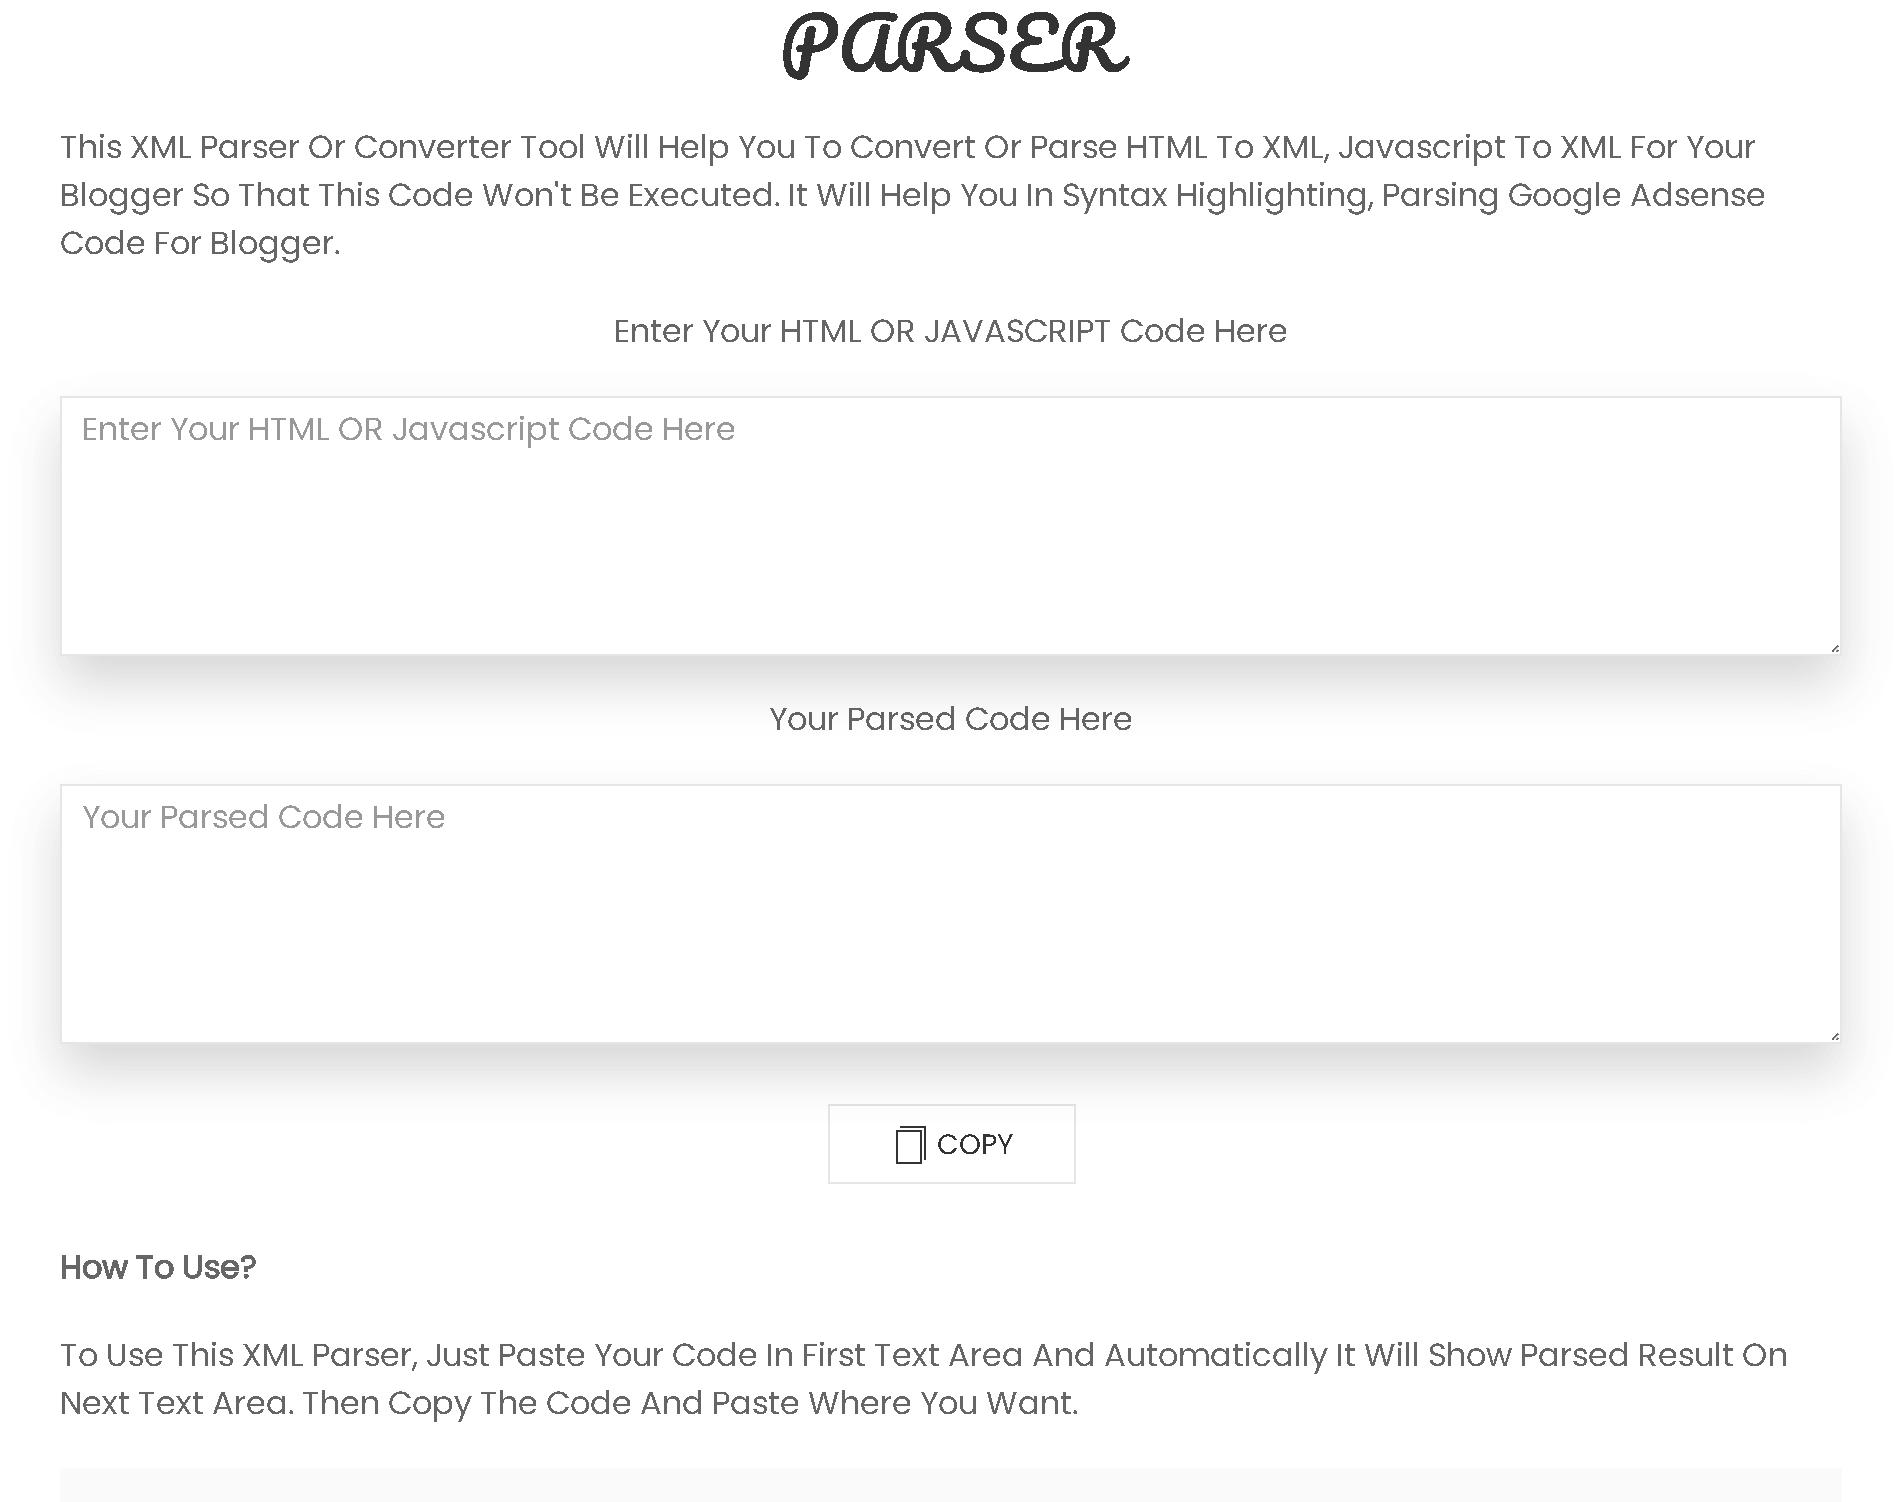 PARSER
This XML Parser Or Converter Tool Will Help You To Convert Or Parse HTML To XML, Javascript To XML For Your
Blogger So That This Code Won't Be Executed. It Will Help You In Syntax Highlighting, Parsing Google Adsense
Code For Blogger.
Enter Your HTML OR JAVASCRIPT Code Here
Enter Your HTML OR Javascript Code Here
Your Parsed Code Here
Your Parsed Code Here
COPY
How To Use?
To Use This XML Parser, Just Paste Your Code In First Text Area And Automatically It Will Show Parsed Result On
Next Text Area. Then Copy The Code And Paste Where You Want.